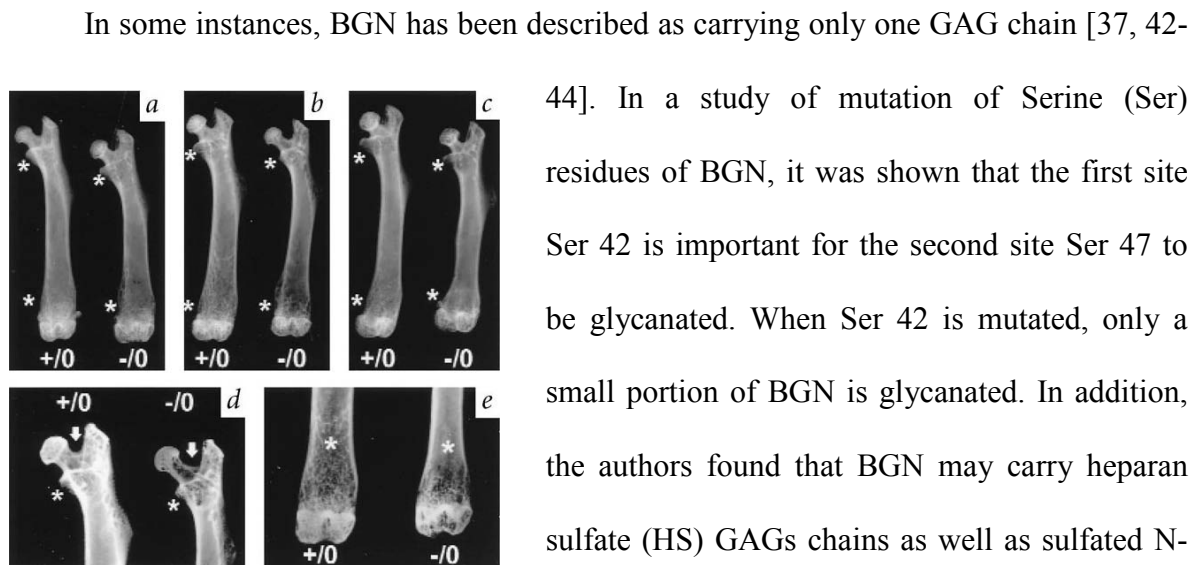 In some instances, BGN has been described as carrying only one GAG chain [37, 42-
a b c
* * * * * *
* * * * * *
+/0 -/0 +/0 -/0 +/0 -/0
+/0 -/0 d e
* * * *
+/0 -/0
44]. In a study of mutation of Serine (Ser)
residues of BGN, it was shown that the first site
Ser 42 is important for the second site Ser 47 to
be glycanated. When Ser 42 is mutated, only a
small portion of BGN is glycanated. In addition,
the authors found that BGN may carry heparan
sulfate (HS) GAGs chains as well as sulfated N-